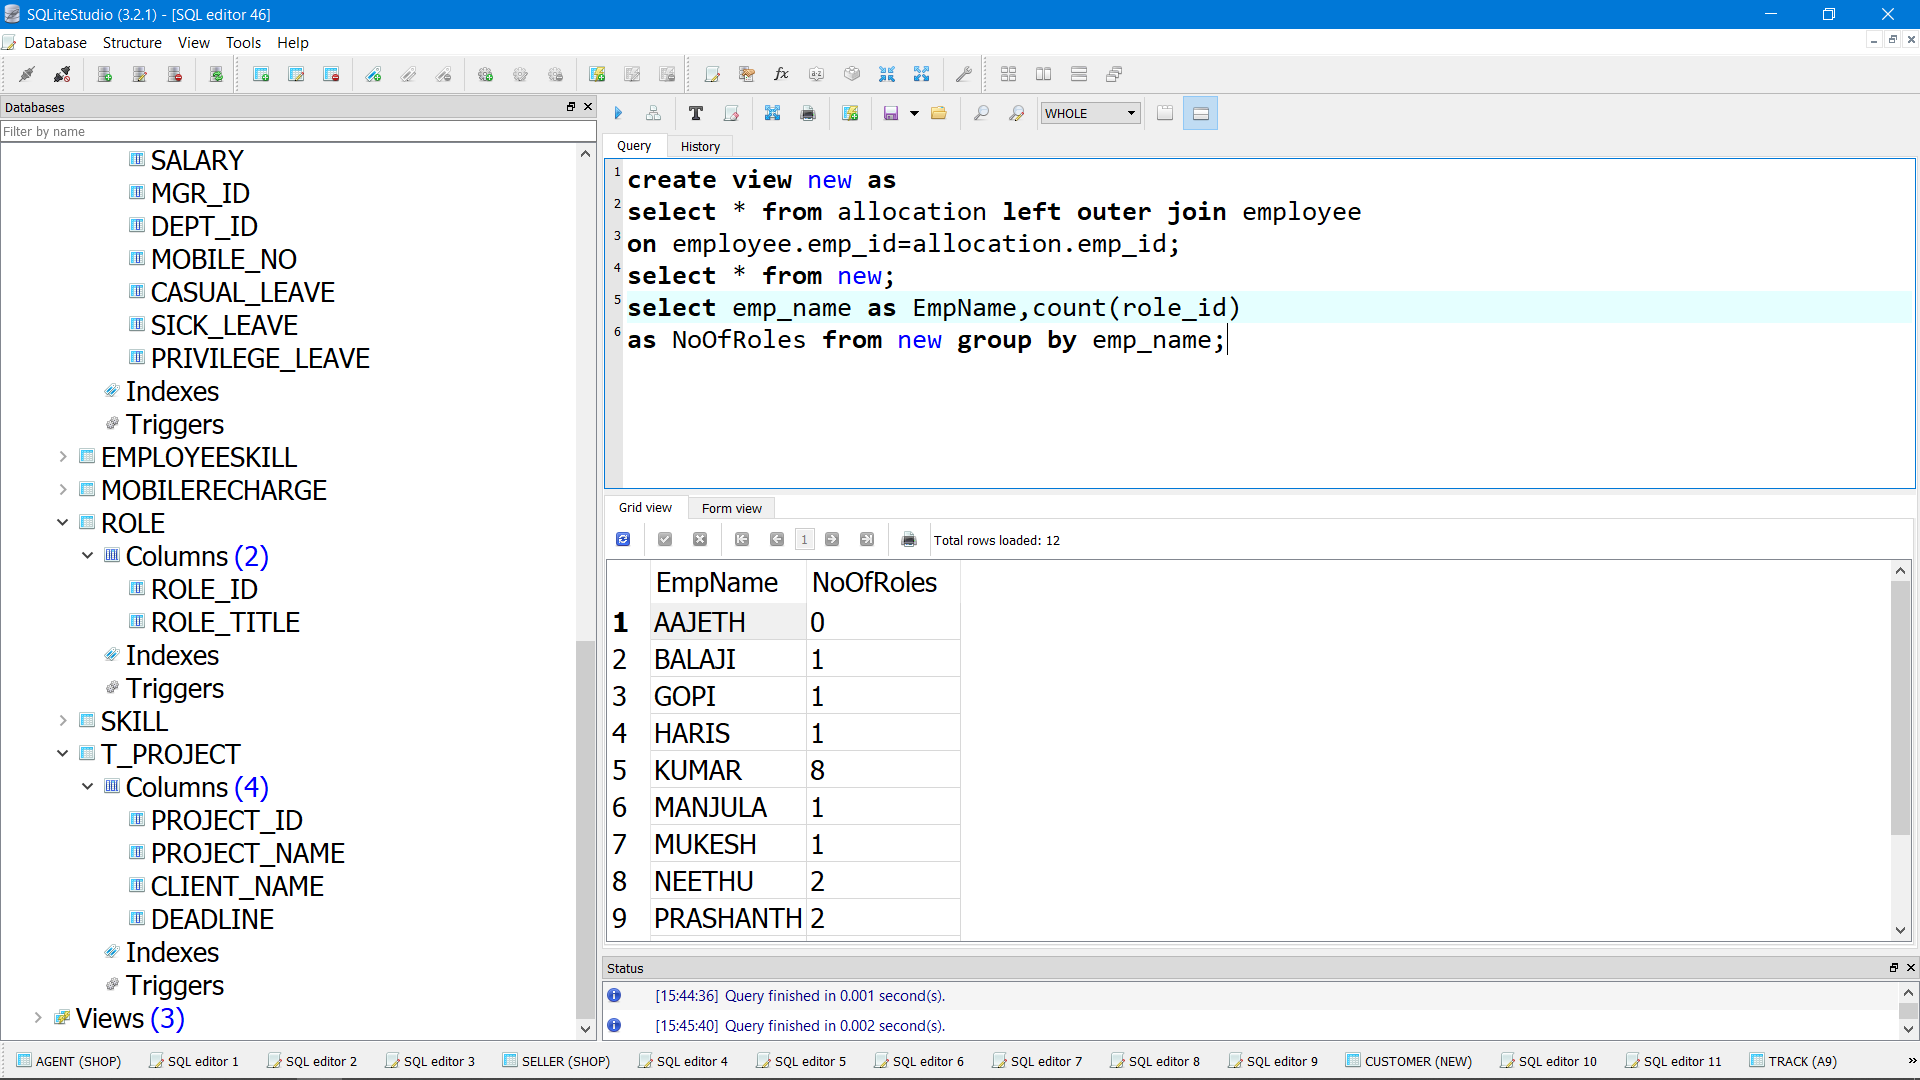 SQLiteStudio (3.2.1) - [SQL editor 46]
Database Structure View Tools Help
Databases
Filter by name
SALARY
MGR_ID
DEPT_ID
MOBILE_NO
CASUAL_LEAVE
SICK_LEAVE
PRIVILEGE_LEAVE
Indexes
Triggers
EMPLOYEESKILL
MOBILERECHARGE
ROLE
Columns (2)
ROLE_ID
ROLE_TITLE
Indexes
Triggers
SKILL
T_PROJECT
Columns (4)
PROJECT_ID
PROJECT_NAME
CLIENT_NAME
DEADLINE
Indexes
Triggers
Views (3)
WHOLE
Query History
1 create view new as
2 select * from allocation left outer join employee
3 on employee.emp_id=allocation.emp_id;
4 select * from new;
5 select emp_name as EmpName,count(role_id)
6 as NoOfRoles from new group by emp_name;
Grid view Form view
1 Total rows loaded: 12
EmpName NoOfRoles
1 AAJETH 0
2 BALAJI 1
3 GOPI 1
4 HARIS 1
5 KUMAR 8
6 MANJULA 1
7 MUKESH 1
8 NEETHU 2
9 PRASHANTH 2
Status
[15:44:36] Query finished in 0.001 second(s).
[15:45:40] Query finished in 0.002 second(s).
AGENT (SHOP) SQL editor 1 SQL editor 2 SQL editor 3 SELLER (SHOP) SQL editor 4 SQL editor 5 SQL editor 6 SQL editor 7 SQL editor 8 SQL editor 9 CUSTOMER (NEW) SQL editor 10 SQL editor 11 TRACK (A9) »